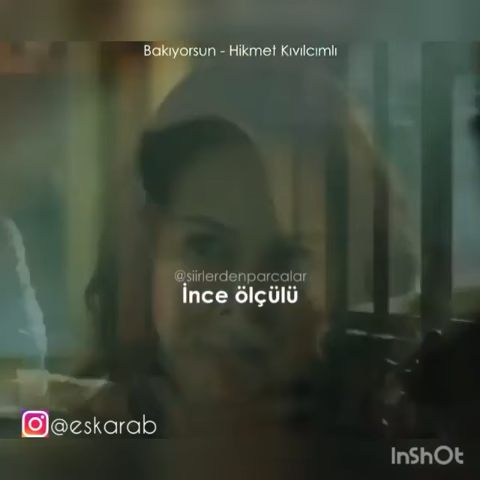 Bakıyorsun - Hikmet Kıvılcımlı
@siirlerdenparcalar
İnce ölçülü
@eskarab
InShOt